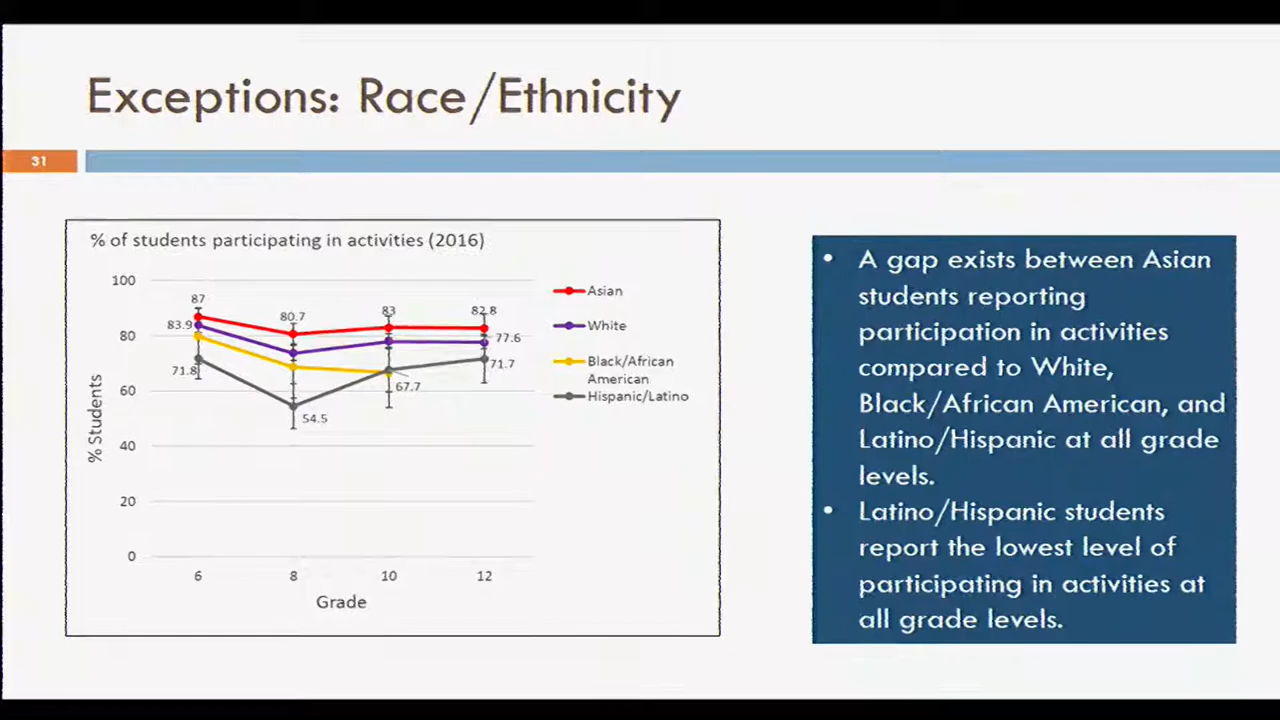 Exceptions: Race/Ethnicity
31
% of students participating in activities (2016)
% Students
100
80
60
40
20
0
87
83.9
71.8
80.7
54.5
83
67.7
82.8
77.6
71.7
6
8
10
12
Grade
Asian
White
Black/African
American
Hispanic/Latino
• A gap exists between Asian
students reporting
participation in activities
compared to White,
Black/African American, and
Latino/Hispanic at all grade
levels.
• Latino/Hispanic students
report the lowest level of
participating in activities at
all grade levels.